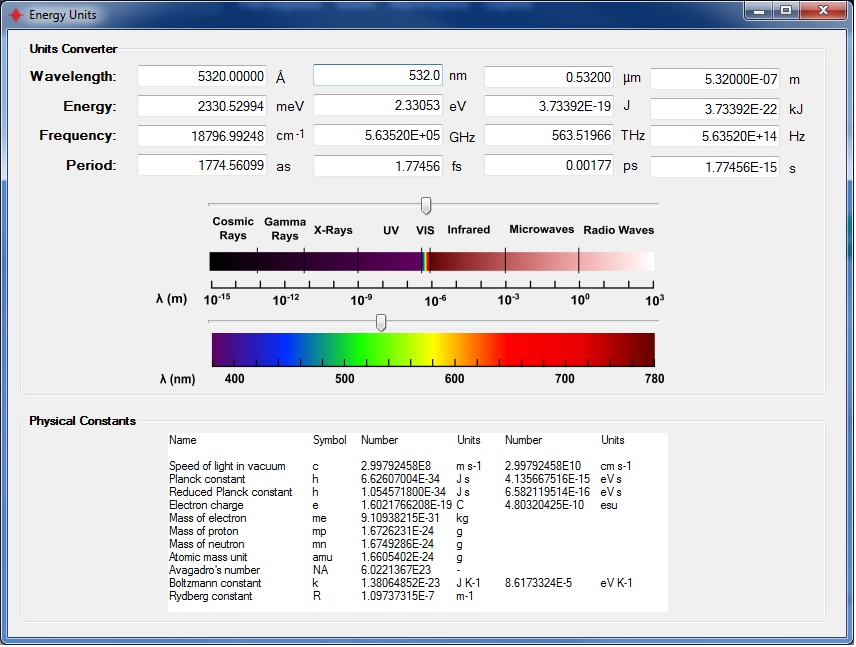 Energy Units
Units Converter
Wavelength: 5320.00000 Å 532.0 nm 0.53200 µm 5.32000E-07 m
Energy: 2330.52994 meV 2.33053 eV 3.73392E-19 J 3.73392E-22 kJ
Frequency: 18796.99248 cm-1 5.63520E+05 GHz 563.51966 THz 5.63520E+14 Hz
Period: 1774.56099 as 1.77456 fs 0.00177 ps 1.77456E-15 s
Cosmic Rays Gamma Rays X-Rays UV VIS Infrared Microwaves Radio Waves
λ (m) 10-15 10-12 10-9 10-6 10-3 100 103
λ (nm) 400 500 600 700 780
Physical Constants
Name Symbol Number Units Number Units
Speed of light in vacuum c 2.99792458E8 m s-1 2.99792458E10 cm s-1
Planck constant h 6.62607004E-34 J s 4.135667516E-15 eV s
Reduced Planck constant h 1.054571800E-34 J s 6.582119514E-16 eV s
Electron charge e 1.6021766208E-19 C 4.80320425E-10 esu
Mass of electron me 9.10938215E-31 kg
Mass of proton mp 1.6726231E-24 g
Mass of neutron mn 1.6749286E-24 g
Atomic mass unit amu 1.6605402E-24 g
Avagadro's number NA 6.0221367E23 -
Boltzmann constant k 1.38064852E-23 J K-1 8.6173324E-5 eV K-1
Rydberg constant R 1.09737315E-7 m-1